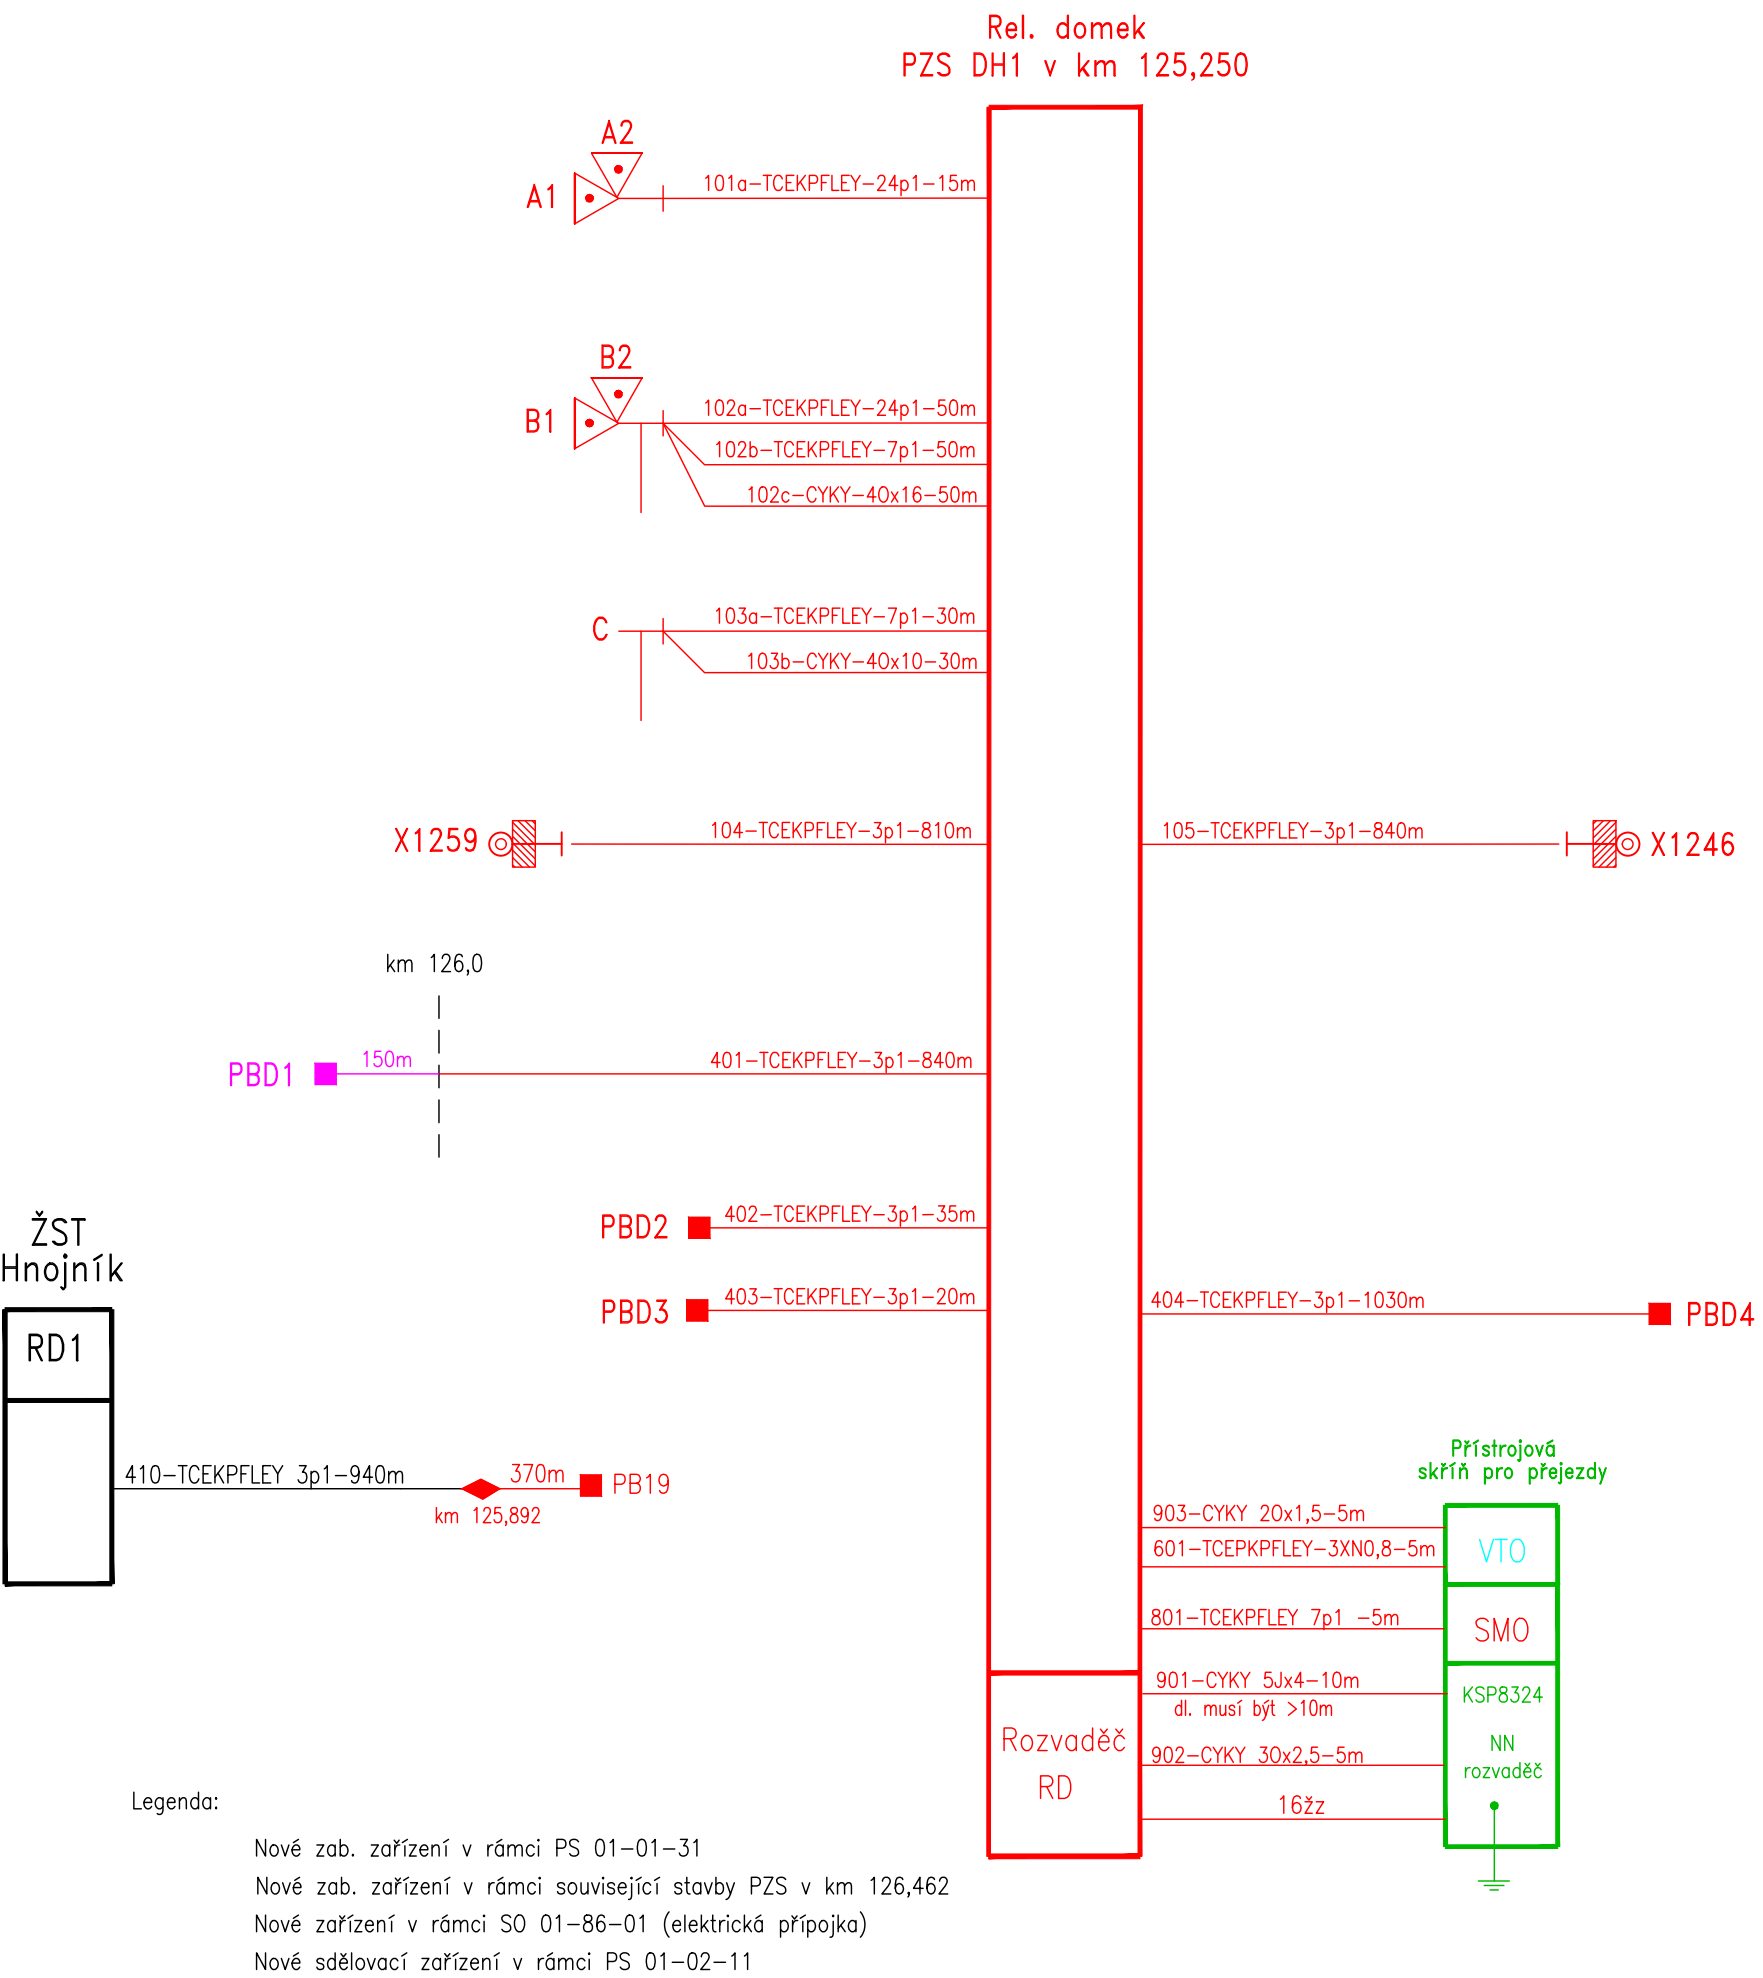 Rel. domek
PZS DH1 v km 125,250
A2
A1
101a-TCEKPFLEY-24p1-15m
B2
B1
102a-TCEKPFLEY-24p1-50m
102b-TCEKPFLEY-7p1-50m
102c-CYKY-4Ox16-50m
C
103a-TCEKPFLEY-7p1-30m
103b-CYKY-4Ox10-30m
X1259
104-TCEKPFLEY-3p1-810m
105-TCEKPFLEY-3p1-840m
X1246
km 126,0
PBD1
150m
401-TCEKPFLEY-3p1-840m
PBD2
402-TCEKPFLEY-3p1-35m
ŽST
Hnojník
PBD3
403-TCEKPFLEY-3p1-20m
404-TCEKPFLEY-3p1-1030m
PBD4
RD1
410-TCEKPFLEY 3p1-940m
370m
PB19
km 125,892
Přístrojová
skříň pro přejezdy
903-CYKY 2Ox1,5-5m
601-TCEPKPFLEY-3XN0,8-5m
VTO
801-TCEKPFLEY 7p1 -5m
SMO
901-CYKY 5Jx4-10m
dl. musí být >10m
KSP8324
NN
rozvaděč
Rozvaděč
RD
902-CYKY 3Ox2,5-5m
16žz
Legenda:
Nové zab. zařízení v rámci PS 01-01-31
Nové zab. zařízení v rámci související stavby PZS v km 126,462
Nové zařízení v rámci SO 01-86-01 (elektrická přípojka)
Nové sdělovací zařízení v rámci PS 01-02-11